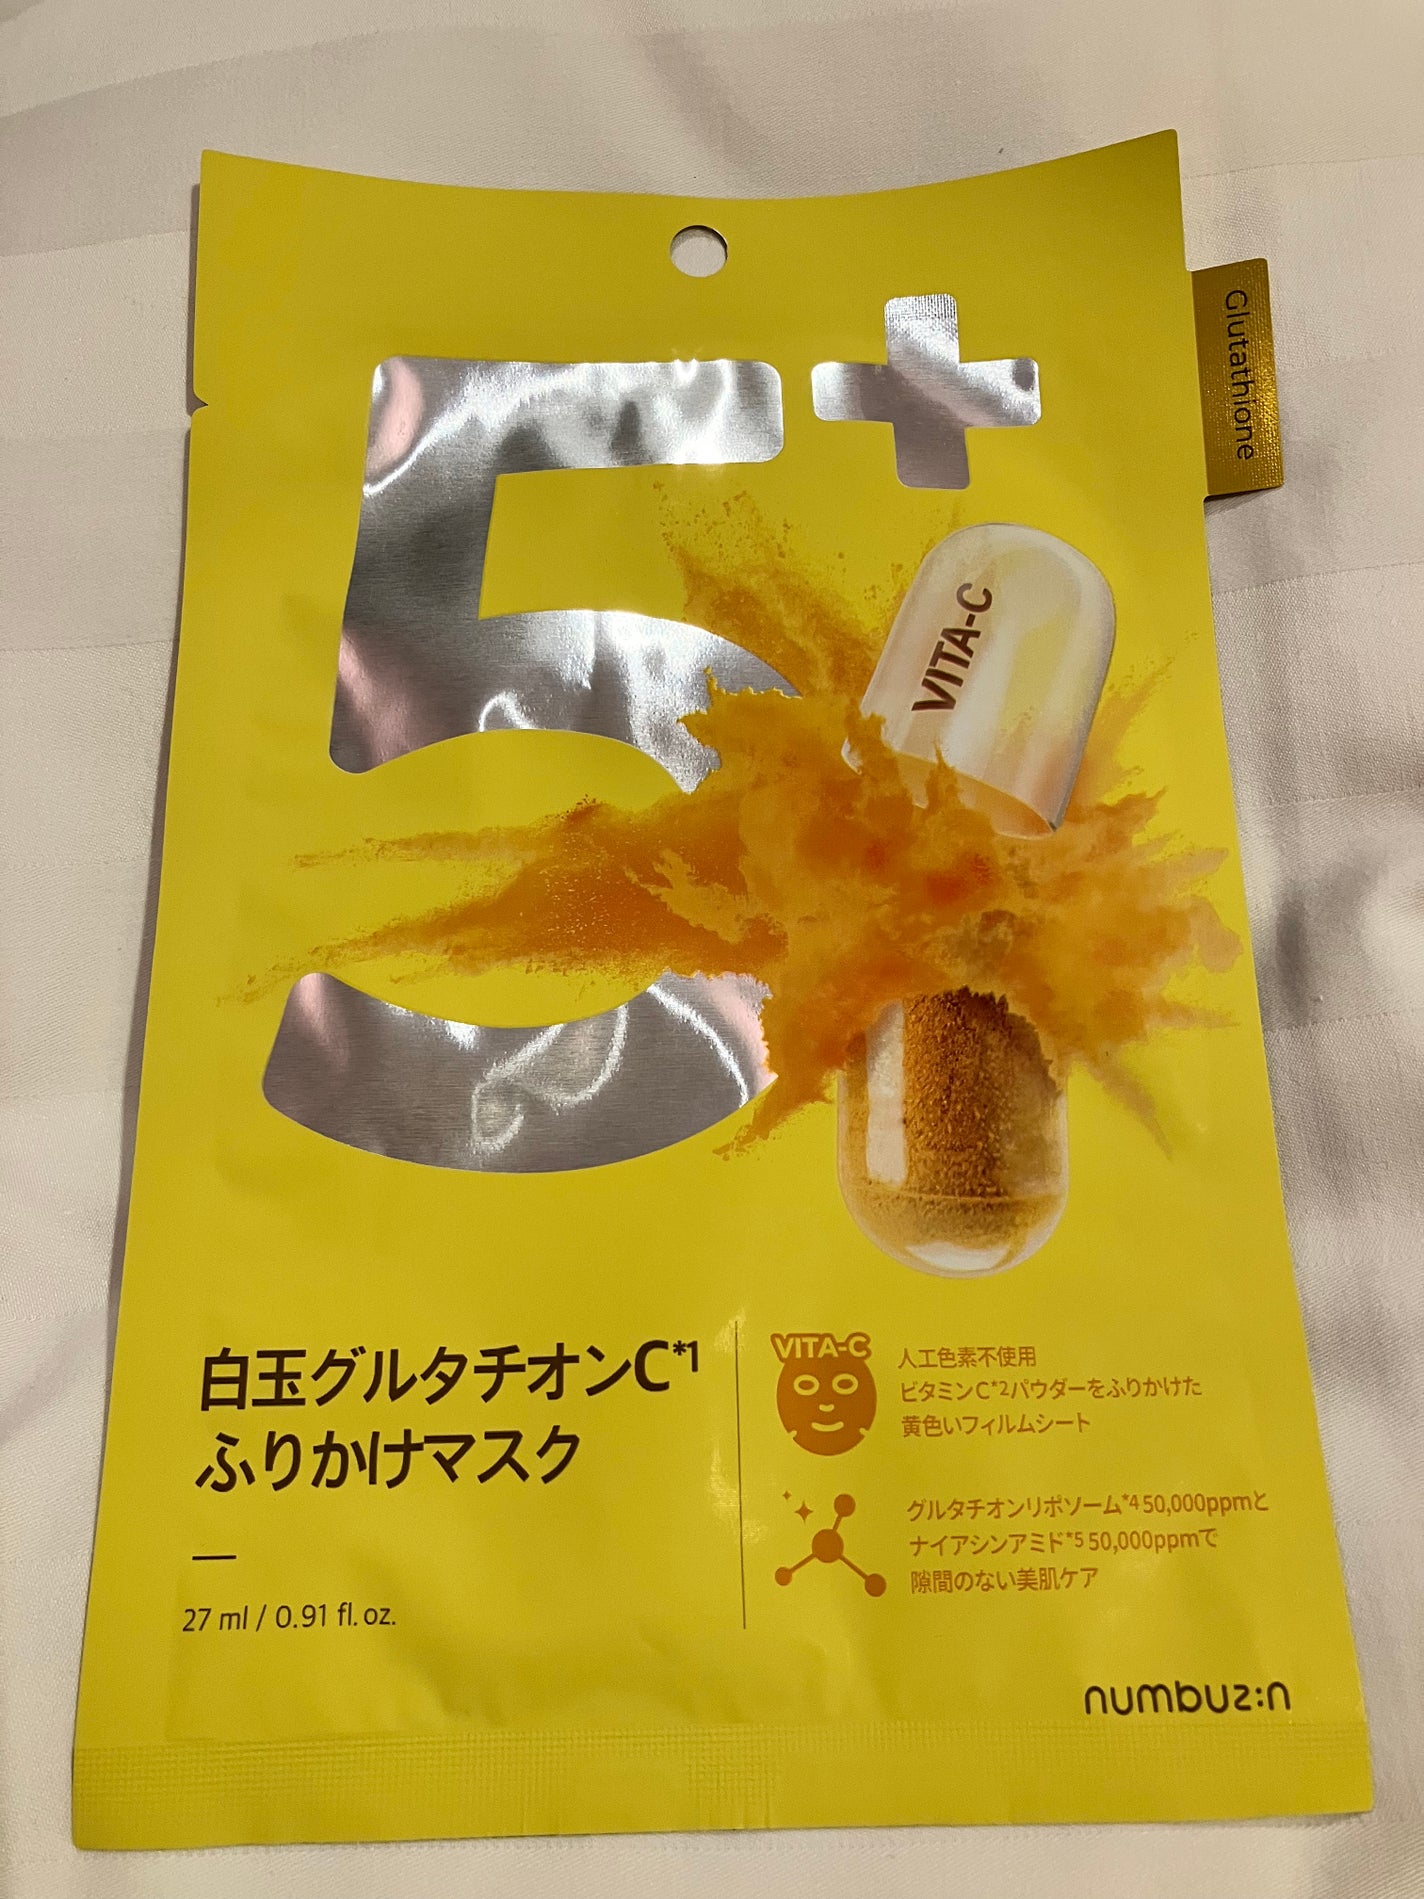 5+
Glutathione
VITA-C
白玉グルタチオンC*1
ふりかけマスク
27 ml / 0.91 fl. oz.
VITA-C
人工色素不使用
ビタミンC*2パウダーをふりかけた
黄色いフィルムシート
グルタチオンリポソーム*4 50,000ppmと
ナイアシンアミド*5 50,000ppmで
隙間のない美肌ケア
numbuz:n